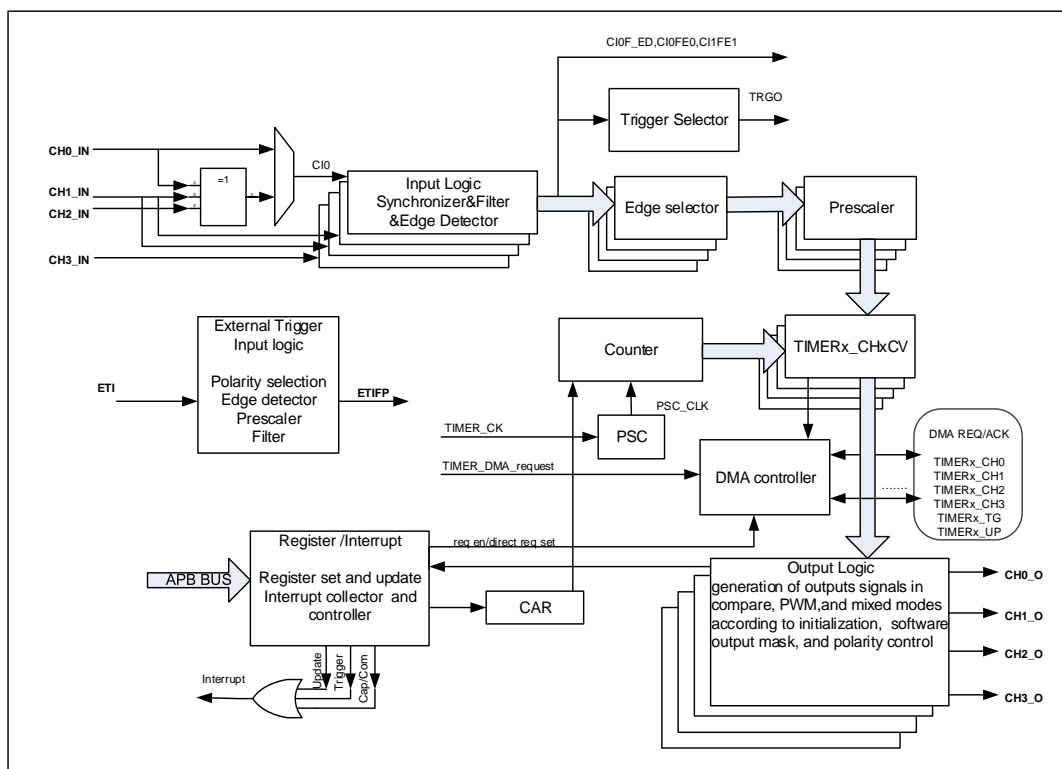 CI0F_ED,CI0FE0,CI1FE1
TRGO
Trigger Selector
CH0_IN
CH1_IN
CH2_IN
CH3_IN
=1
CI0
Input Logic
Synchronizer&Filter
&Edge Detector
Edge selector
Prescaler
External Trigger
Input logic
Polarity selection
Edge detector
Prescaler
Filter
ETI
ETIFP
Counter
TIMERx_CHxCV
PSC_CLK
TIMER_CK
PSC
TIMER_DMA_request
DMA controller
DMA REQ/ACK
TIMERx_CH0
TIMERx_CH1
TIMERx_CH2
TIMERx_CH3
TIMERx_TG
TIMERx_UP
........
Register /Interrupt
Register set and update
Interrupt collector and
controller
req en/direct req set
APB BUS
CAR
Output Logic
generation of outputs signals in
compare, PWM,and mixed modes
according to initialization, software
output mask, and polarity control
CH0_O
CH1_O
CH2_O
CH3_O
Update
Trigger
Cap/Com
Interrupt